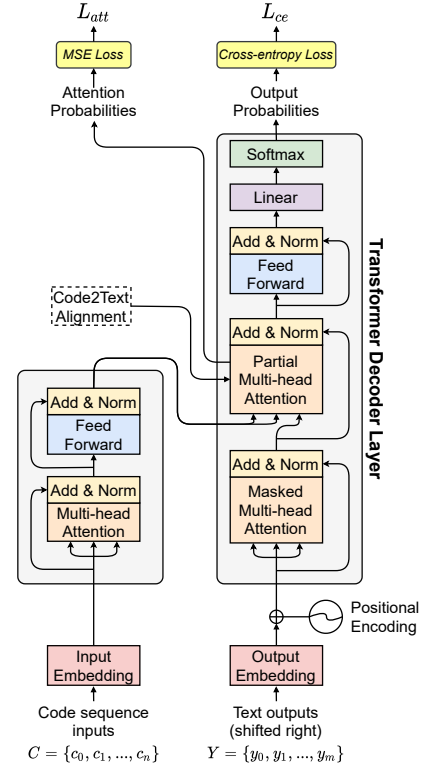 L_att
L_ce
MSE Loss
Cross-entropy Loss
Attention
Probabilities
Output
Probabilities
Softmax
Linear
Add & Norm
Feed
Forward
Transformer Decoder Layer
Code2Text
Alignment
Add & Norm
Partial
Multi-head
Attention
Add & Norm
Feed
Forward
Add & Norm
Multi-head
Attention
Add & Norm
Masked
Multi-head
Attention
Positional
Encoding
Input
Embedding
Output
Embedding
Code sequence
inputs
Text outputs
(shifted right)
C = {c_0, c_1, ..., c_n}
Y = {y_0, y_1, ..., y_m}